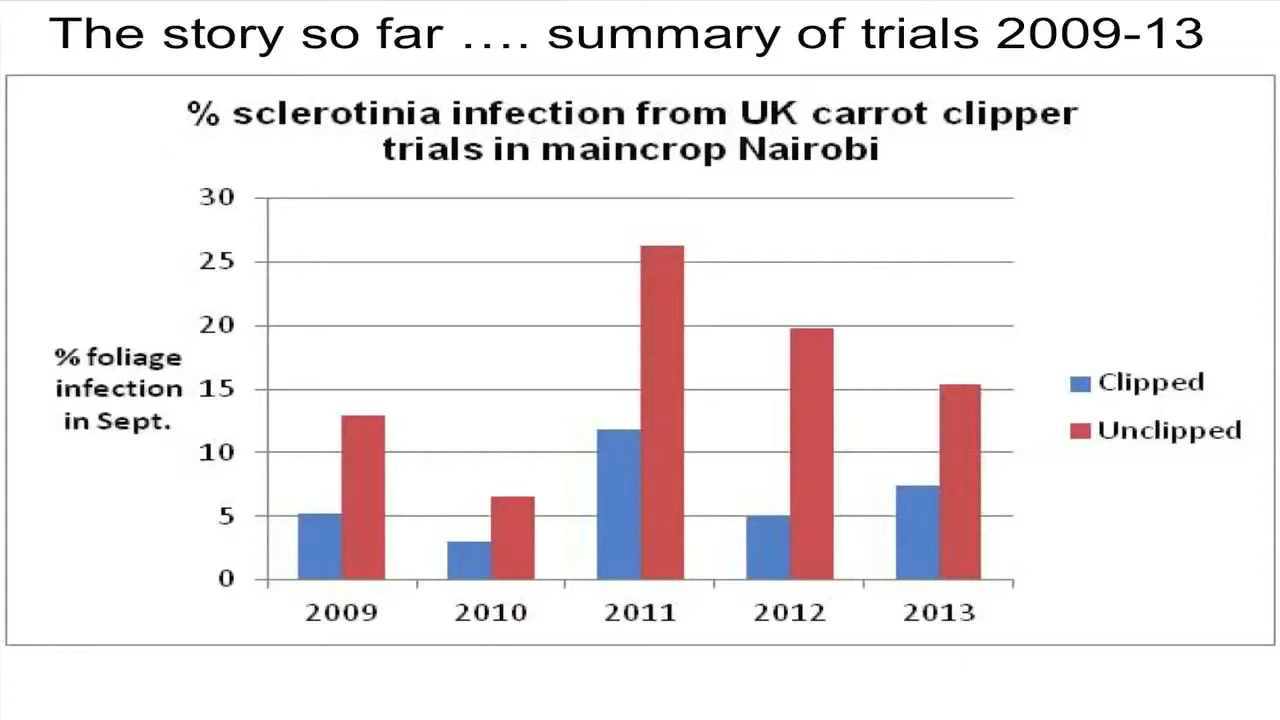 The story so far …. summary of trials 2009-13
% sclerotinia infection from UK carrot clipper
trials in maincrop Nairobi
30
25
20
15
10
5
0
% foliage
infection
in Sept.
2009 2010 2011 2012 2013
Clipped
Unclipped